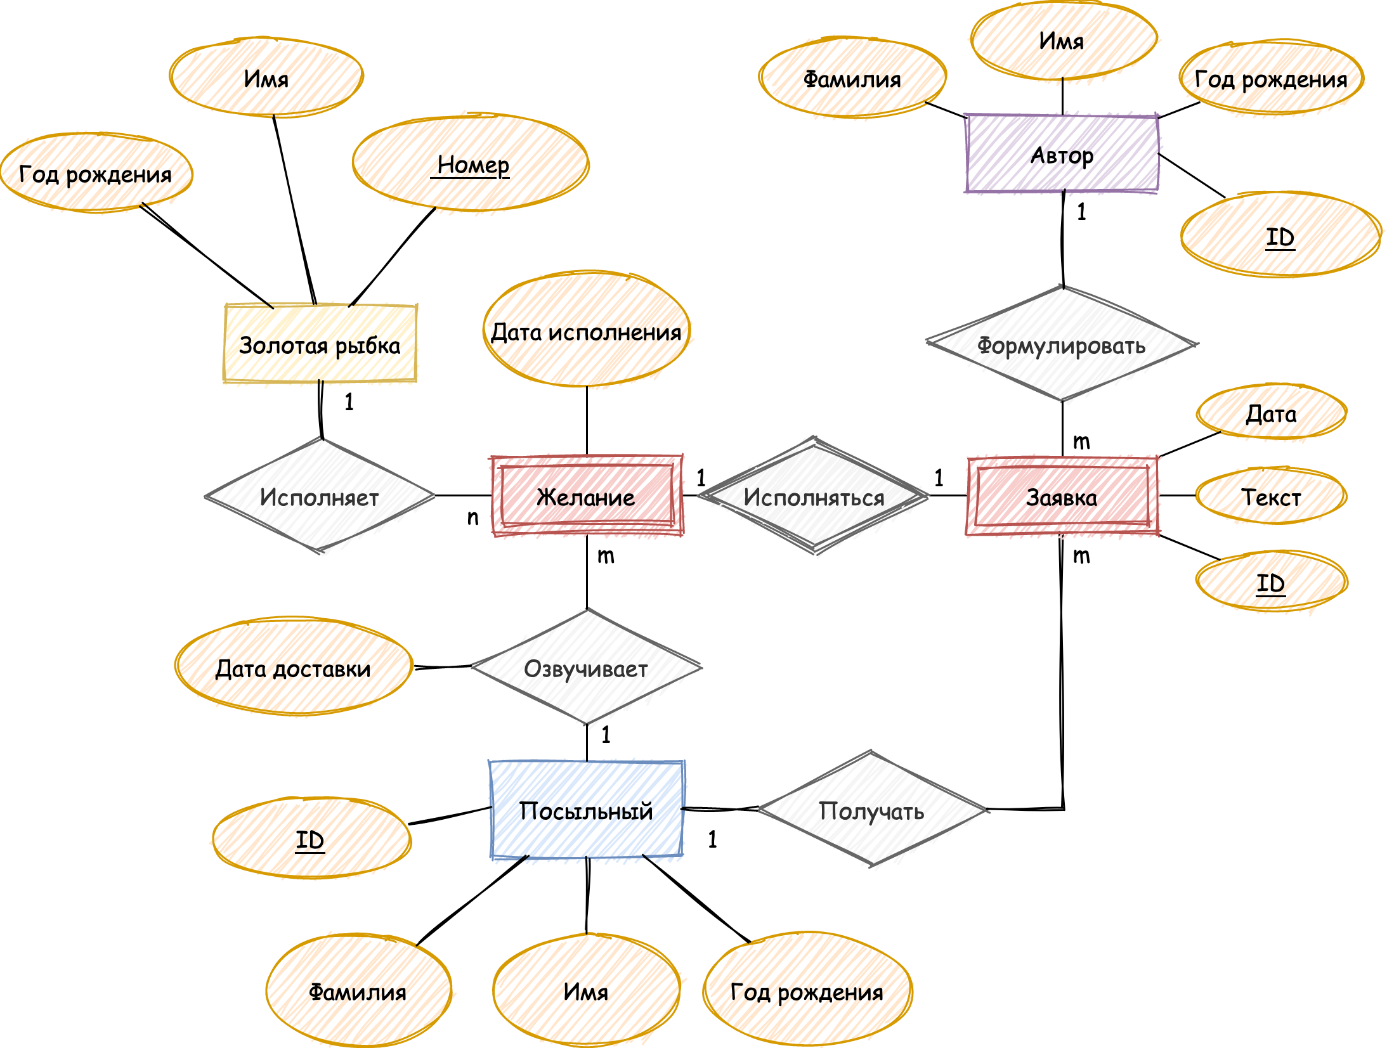 Имя
Фамилия
Имя
Год рождения
Год рождения
Номер
Автор
ID
1
Золотая рыбка
Дата исполнения
Формулировать
1
Дата
m
Исполняет
n
Желание
1
Исполняться
1
Заявка
Текст
m
m
ID
Дата доставки
Озвучивает
1
ID
Посыльный
1
Получать
Фамилия
Имя
Год рождения